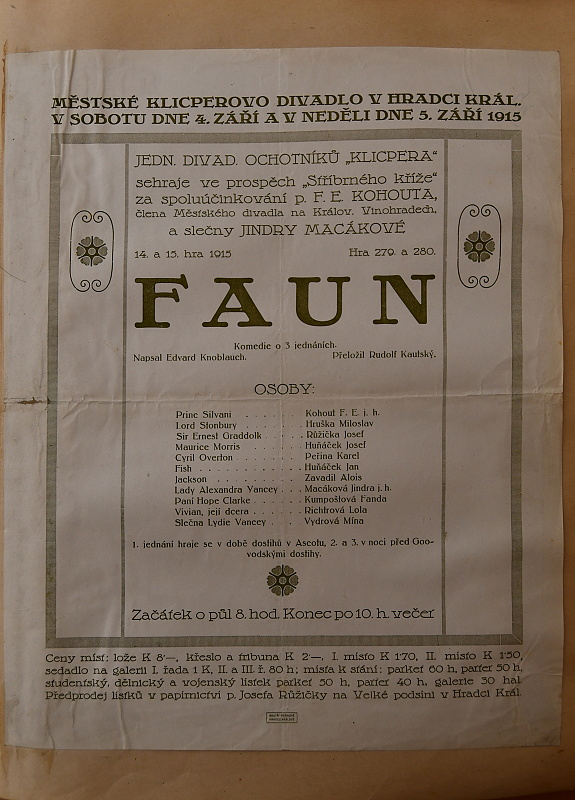 MĚSTSKÉ KLICPEROVO DIVADLO V HRADCI KRÁL.
V SOBOTU DNE 4. ZÁŘÍ A V NEDĚLI DNE 5. ZÁŘÍ 1915
JEDN. DIVAD. OCHOTNÍKŮ „KLICPERA“
sehraje ve prospěch „Stříbrného kříže“
za spoluúčinkování p. F. E. KOHOUTA,
člena Městského divadla na Králov. Vinohradech,
a slečny JINDRY MACÁKOVÉ
14. a 15. hra 1915 Hra 279. a 280.
FAUN
Komedie o 3 jednáních.
Napsal Edvard Knoblauch. Přeložil Rudolf Kautský.
OSOBY:
Princ Silvani . . . . . Kohout F. E. j. h.
Lord Stonbury . . . . Hruška Miloslav
Sir Ernest Graddolk . . . . Růžička Josef
Maurice Morris . . . . Huňáček Josef
Cyril Overton . . . . . Peřina Karel
Fish . . . . . . . . . . Huňáček Jan
Jackson . . . . . . . . Zavadil Alois
Lady Alexandra Yancey . . . Macáková Jindra j. h.
Paní Hope Clarke . . . . Kumpoštová Fanda
Vivian, její dcera . . . . Richtrová Lola
Slečna Lydie Vancey . . Vydrová Mína
1. jednání hraje se v době dostihů v Ascotu, 2. a 3. v noci před Goo-
vodskými dostihy.
Začátek o půl 8. hod. Konec po 10. h. večer
Ceny míst: lože K 8·—, křeslo a tribuna K 2·—, I. místo K 1·70, II. místo K 1·50,
sedadlo na galerii I. řada 1 K, II. a III. ř. 80 h; místa k stání: parket 60 h, parter 50 h,
studentský, dělnický a vojenský lístek parket 50 h, parter 40 h, galerie 30 hal.
Předprodej lístků v papírnictví p. Josefa Růžičky na Velké podsíni v Hradci Král.